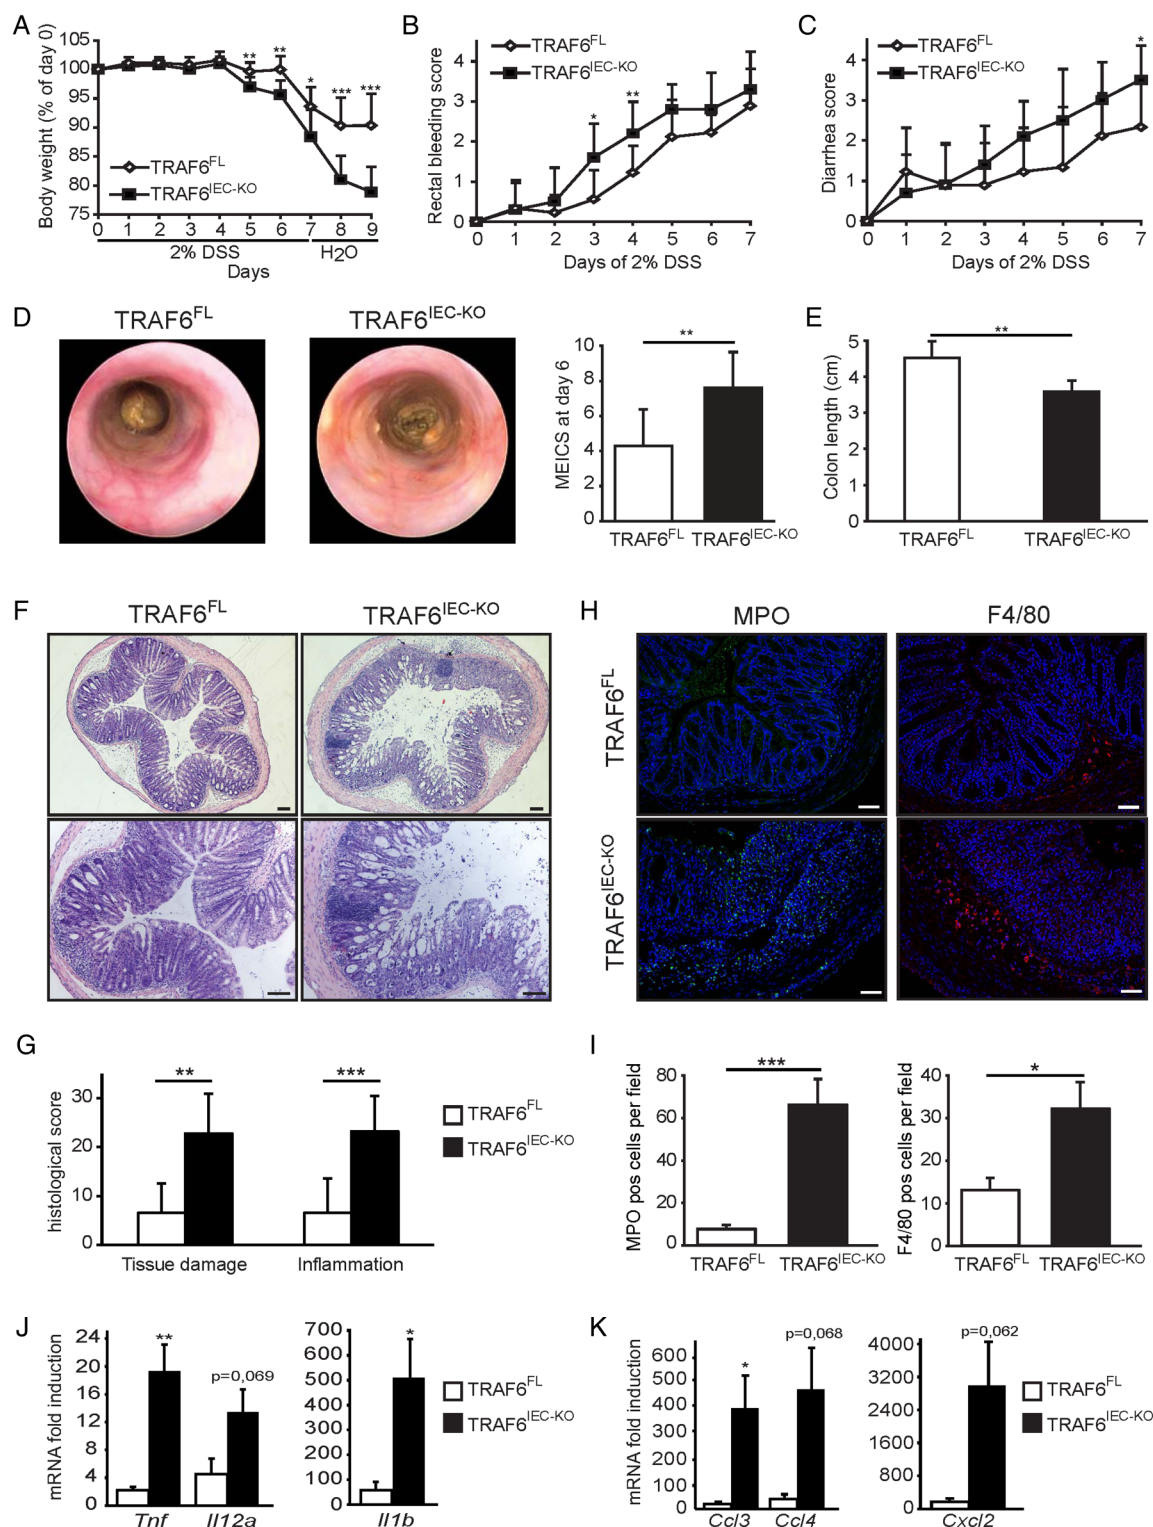 A
Body weight (% of day 0)
105
100
95
90
85
80
75
** ** * *** ***
TRAF6FL
TRAF6IEC-KO
0 1 2 3 4 5 6 7 8 9
2% DSS H2O
Days
B
Rectal bleeding score
4
3
2
1
0
TRAF6FL
TRAF6IEC-KO
* **
0 1 2 3 4 5 6 7
Days of 2% DSS
C
Diarrhea score
4
3
2
1
0
TRAF6FL
TRAF6IEC-KO
*
0 1 2 3 4 5 6 7
Days of 2% DSS
D
TRAF6FL TRAF6IEC-KO
MEICS at day 6
10
8
6
4
2
0
**
TRAF6FL TRAF6IEC-KO
E
Colon length (cm)
5
4
3
2
1
0
**
TRAF6FL TRAF6IEC-KO
F
TRAF6FL TRAF6IEC-KO
H
MPO F4/80
TRAF6FL
TRAF6IEC-KO
G
histological score
30
20
10
0
** ***
Tissue damage Inflammation
TRAF6FL
TRAF6IEC-KO
I
MPO pos cells per field
80
60
40
20
0
***
TRAF6FL TRAF6IEC-KO
F4/80 pos cells per field
40
30
20
10
0
*
TRAF6FL TRAF6IEC-KO
J
mRNA fold induction
24
20
16
12
8
4
0
**
p=0,069
Tnf Il12a
700
600
500
400
300
200
100
0
*
Il1b
TRAF6FL
TRAF6IEC-KO
K
mRNA fold induction
600
500
400
300
200
100
0
*
p=0,068
Ccl3 Ccl4
4000
3200
2400
1600
800
0
p=0,062
Cxcl2
TRAF6FL
TRAF6IEC-KO